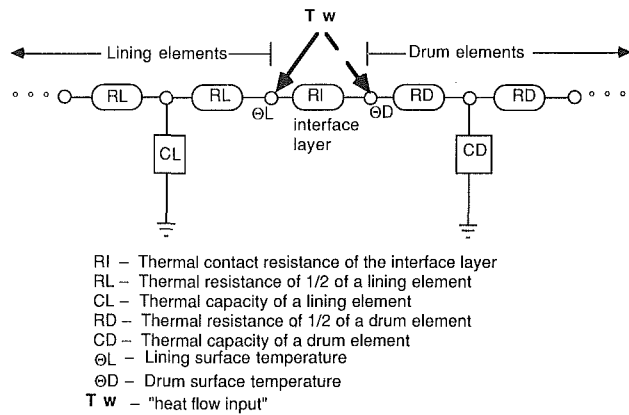 T w
Lining elements
Drum elements
RL RL RI RD RD
ΘL ΘD
interface
layer
CL CD
RI – Thermal contact resistance of the interface layer
RL – Thermal resistance of 1/2 of a lining element
CL – Thermal capacity of a lining element
RD – Thermal resistance of 1/2 of a drum element
CD – Thermal capacity of a drum element
ΘL – Lining surface temperature
ΘD – Drum surface temperature
T w – "heat flow input"